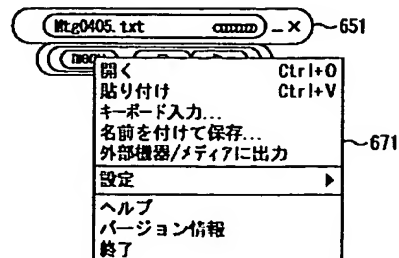 Mtg0405.txt
651
menu
開く Ctrl+O
貼り付け Ctrl+V
キーボード入力...
名前を付けて保存...
外部機器/メディアに出力
671
設定
ヘルプ
バージョン情報
終了